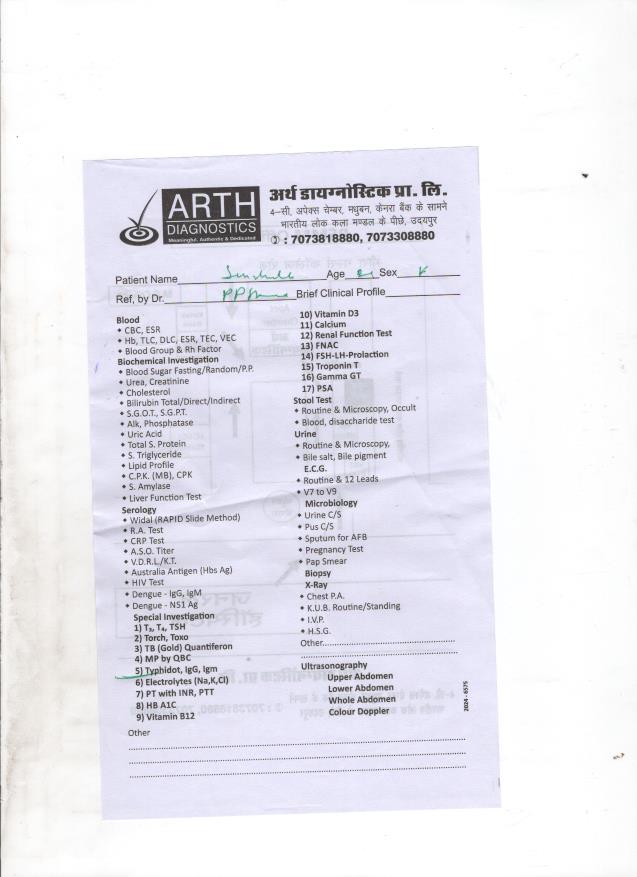 ARTH
DIAGNOSTICS
Meaningful, Authentic & Dedicated
अर्थ डायग्नोस्टिक प्रा. लि.
4–सी, अपेक्स चेम्बर, मधुबन, केनरा बैंक के सामने
भारतीय लोक कला मण्डल के पीछे, उदयपुर
: 7073818880, 7073308880
Patient Name Age Sex
Ref, by Dr. Brief Clinical Profile
Blood
• CBC, ESR
• Hb, TLC, DLC, ESR, TEC, VEC
• Blood Group & Rh Factor
Biochemical Investigation
• Blood Sugar Fasting/Random/P.P.
• Urea, Creatinine
• Cholesterol
• Bilirubin Total/Direct/Indirect
• S.G.O.T., S.G.P.T.
• Alk, Phosphatase
• Uric Acid
• Total S. Protein
• S. Triglyceride
• Lipid Profile
• C.P.K. (MB), CPK
• S. Amylase
• Liver Function Test
Serology
• Widal (RAPID Slide Method)
• R.A. Test
• CRP Test
• A.S.O. Titer
• V.D.R.L./K.T.
• Australia Antigen (Hbs Ag)
• HIV Test
• Dengue - IgG, IgM
• Dengue - NS1 Ag
Special Investigation
1) T₃, T₄, TSH
2) Torch, Toxo
3) TB (Gold) Quantiferon
4) MP by QBC
5) Typhidot, IgG, Igm
6) Electrolytes (Na,K,Cl)
7) PT with INR, PTT
8) HB A1C
9) Vitamin B12
10) Vitamin D3
11) Calcium
12) Renal Function Test
13) FNAC
14) FSH-LH-Prolaction
15) Troponin T
16) Gamma GT
17) PSA
Stool Test
• Routine & Microscopy, Occult
• Blood, disaccharide test
Urine
• Routine & Microscopy,
• Bile salt, Bile pigment
E.C.G.
• Routine & 12 Leads
• V7 to V9
Microbiology
• Urine C/S
• Pus C/S
• Sputum for AFB
• Pregnancy Test
• Pap Smear
Biopsy
X-Ray
• Chest P.A.
• K.U.B. Routine/Standing
• I.V.P.
• H.S.G.
Other
Ultrasonography
Upper Abdomen
Lower Abdomen
Whole Abdomen
Colour Doppler
2024 - 6575
Other